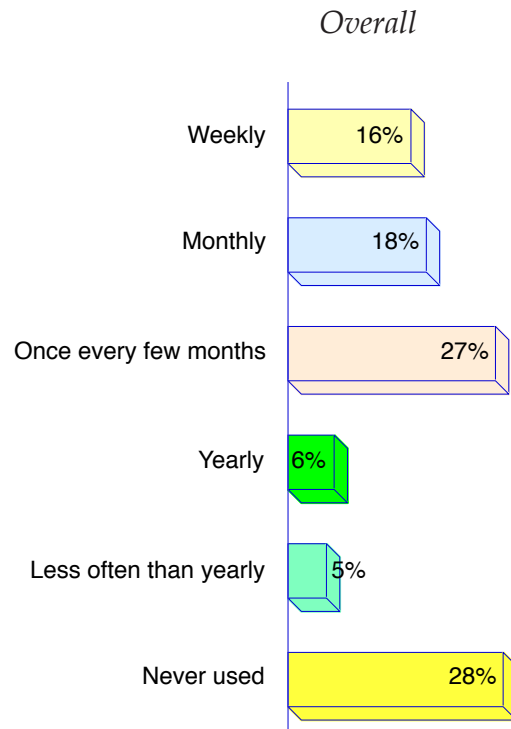 Overall
Weekly 16%
Monthly 18%
Once every few months 27%
Yearly 6%
Less often than yearly 5%
Never used 28%